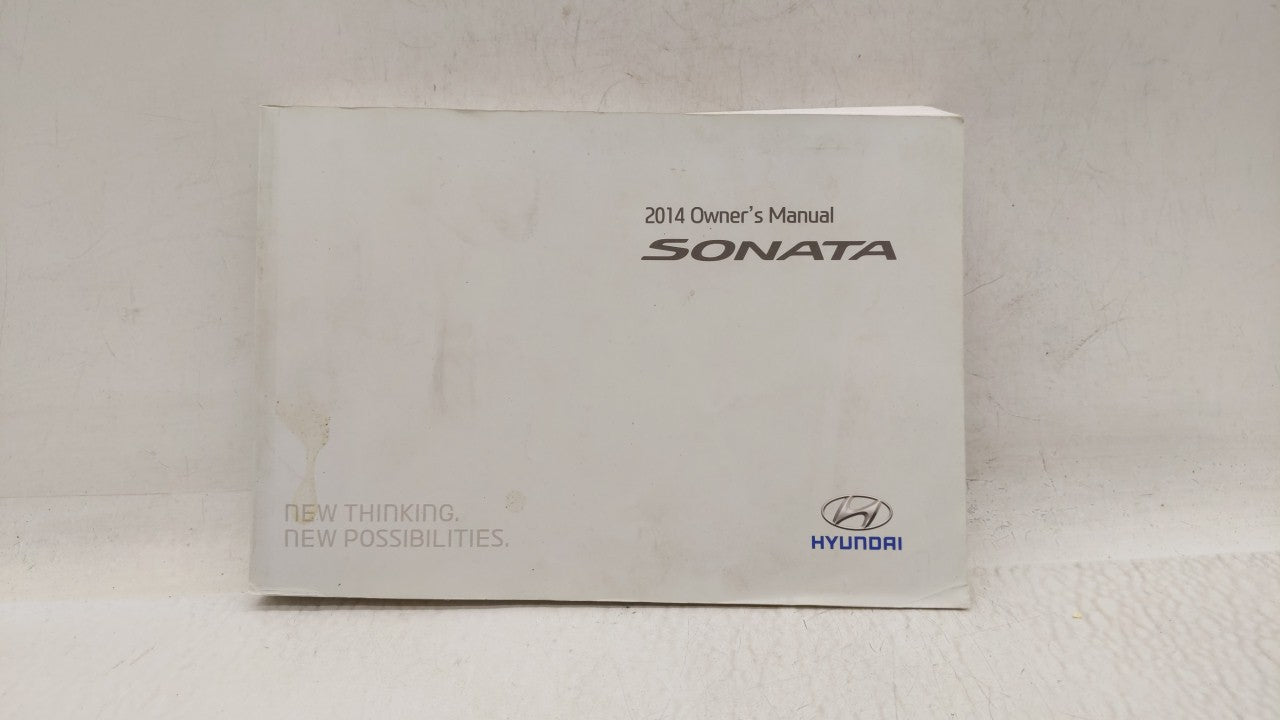 2014 Owner's Manual
SONATA
NEW THINKING.
NEW POSSIBILITIES.
HYUNDAI